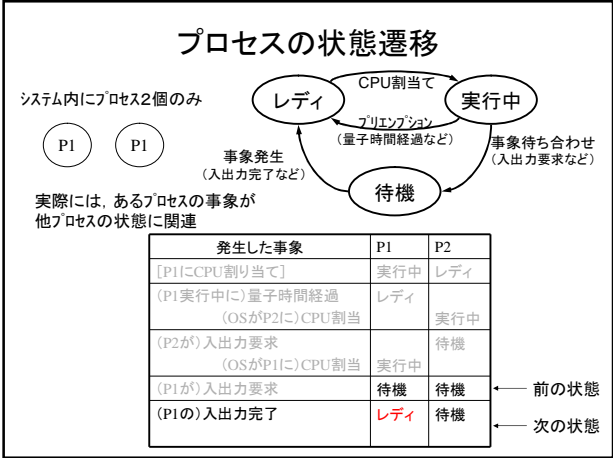 プロセスの状態遷移
システム内にプロセス2個のみ
P1 P1
レディ
CPU割当て
実行中
プリエンプション
(量子時間経過など)
事象発生
(入出力完了など)
事象待ち合わせ
(入出力要求など)
待機
実際には, あるプロセスの事象が
他プロセスの状態に関連
発生した事象 P1 P2
[P1にCPU割り当て] 実行中 レディ
(P1実行中に)量子時間経過 レディ
(OSがP2に)CPU割当 実行中
(P2が)入出力要求 待機
(OSがP1に)CPU割当 実行中
(P1が)入出力要求 待機 待機 前の状態
(P1の)入出力完了 レディ 待機
次の状態